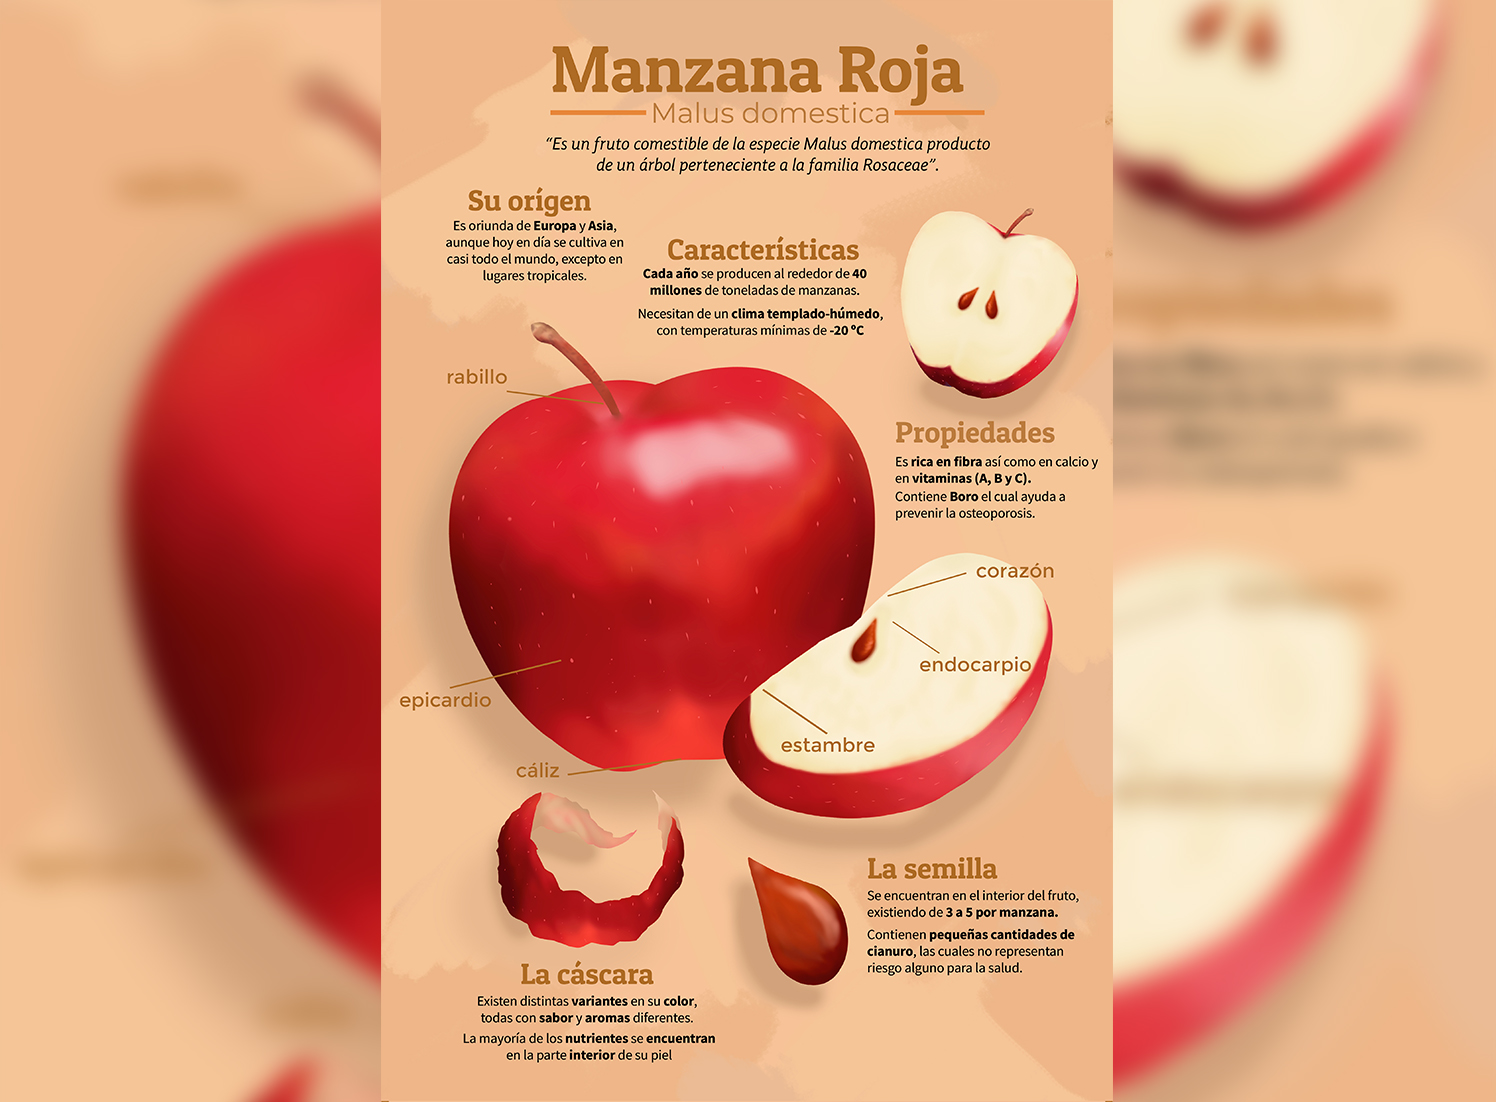 Manzana Roja
Malus domestica
“Es un fruto comestible de la especie Malus domestica producto
de un árbol perteneciente a la familia Rosaceae”.
Su orígen
Es oriunda de Europa y Asia,
aunque hoy en día se cultiva en
casi todo el mundo, excepto en
lugares tropicales.
Características
Cada año se producen al rededor de 40
millones de toneladas de manzanas.
Necesitan de un clima templado-húmedo,
con temperaturas mínimas de -20 ºC
rabillo
Propiedades
Es rica en fibra así como en calcio y
en vitaminas (A, B y C).
Contiene Boro el cual ayuda a
prevenir la osteoporosis.
corazón
endocarpio
epicardio
estambre
cáliz
La semilla
Se encuentran en el interior del fruto,
existiendo de 3 a 5 por manzana.
Contienen pequeñas cantidades de
cianuro, las cuales no representan
riesgo alguno para la salud.
La cáscara
Existen distintas variantes en su color,
todas con sabor y aromas diferentes.
La mayoría de los nutrientes se encuentran
en la parte interior de su piel